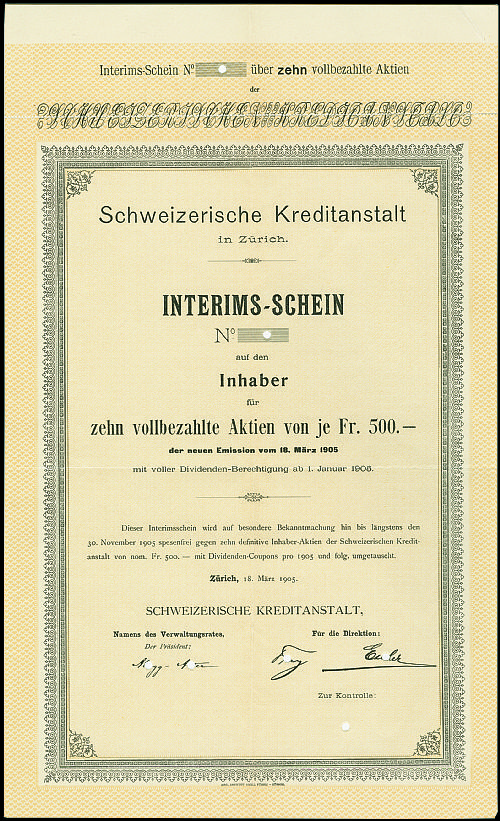 Interims-Schein Nº über zehn vollbezahlte Aktien
der
SCHWEIZERISCHEN KREDITANSTALT
Schweizerische Kreditanstalt
in Zürich.
INTERIMS-SCHEIN
Nº
auf den
Inhaber
für
zehn vollbezahlte Aktien von je Fr. 500.—
der neuen Emission vom 18. März 1905
mit voller Dividenden-Berechtigung ab 1. Januar 1905.
Dieser Interimsschein wird auf besondere Bekanntmachung hin bis längstens den
30. November 1905 spesenfrei gegen zehn definitive Inhaber-Aktien der Schweizerischen Kredit-
anstalt von nom. Fr. 500.— mit Dividenden-Coupons pro 1905 und folg. umgetauscht.
Zürich, 18. März 1905.
SCHWEIZERISCHE KREDITANSTALT,
Namens des Verwaltungsrates,
Für die Direktion:
Der Präsident:
Zur Kontrolle: